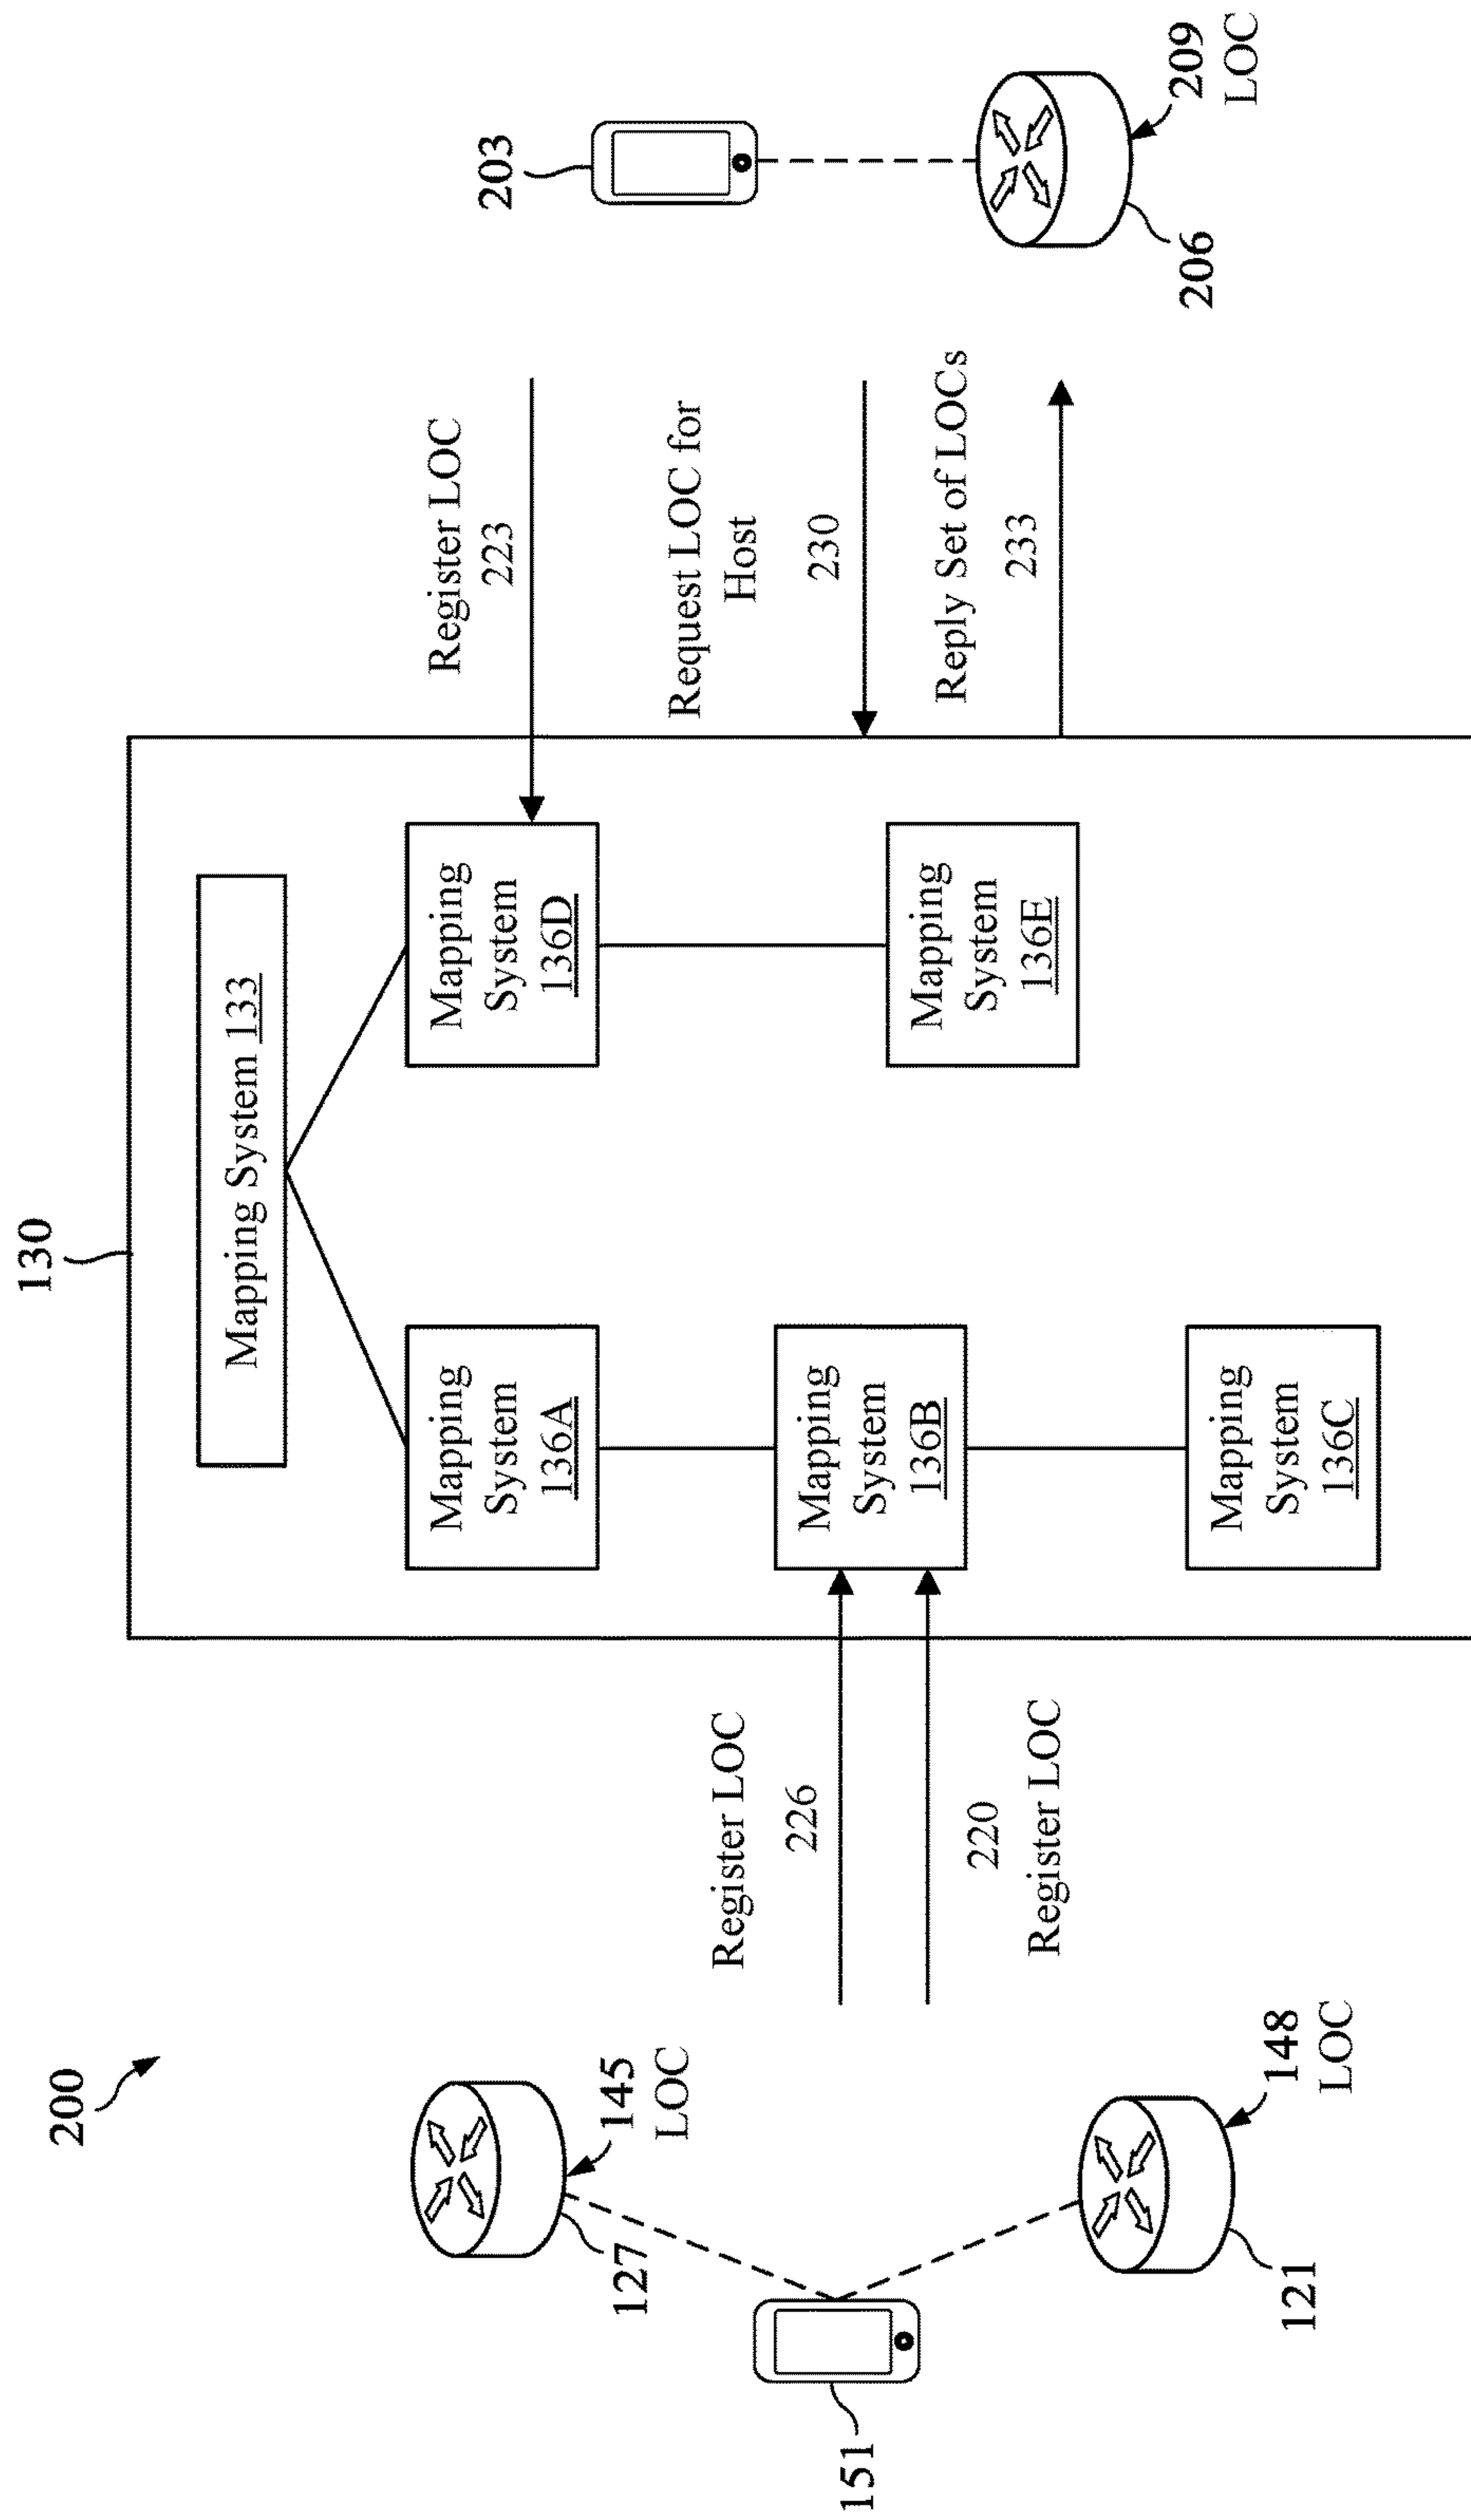 200
130
Mapping System 133
Mapping
System
136A
Mapping
System
136D
Mapping
System
136B
Mapping
System
136E
Mapping
System
136C
127
145
LOC
151
121
148
LOC
Register LOC
226
220
Register LOC
Register LOC
223
Request LOC for
Host
230
Reply Set of LOCs
233
203
206
209
LOC